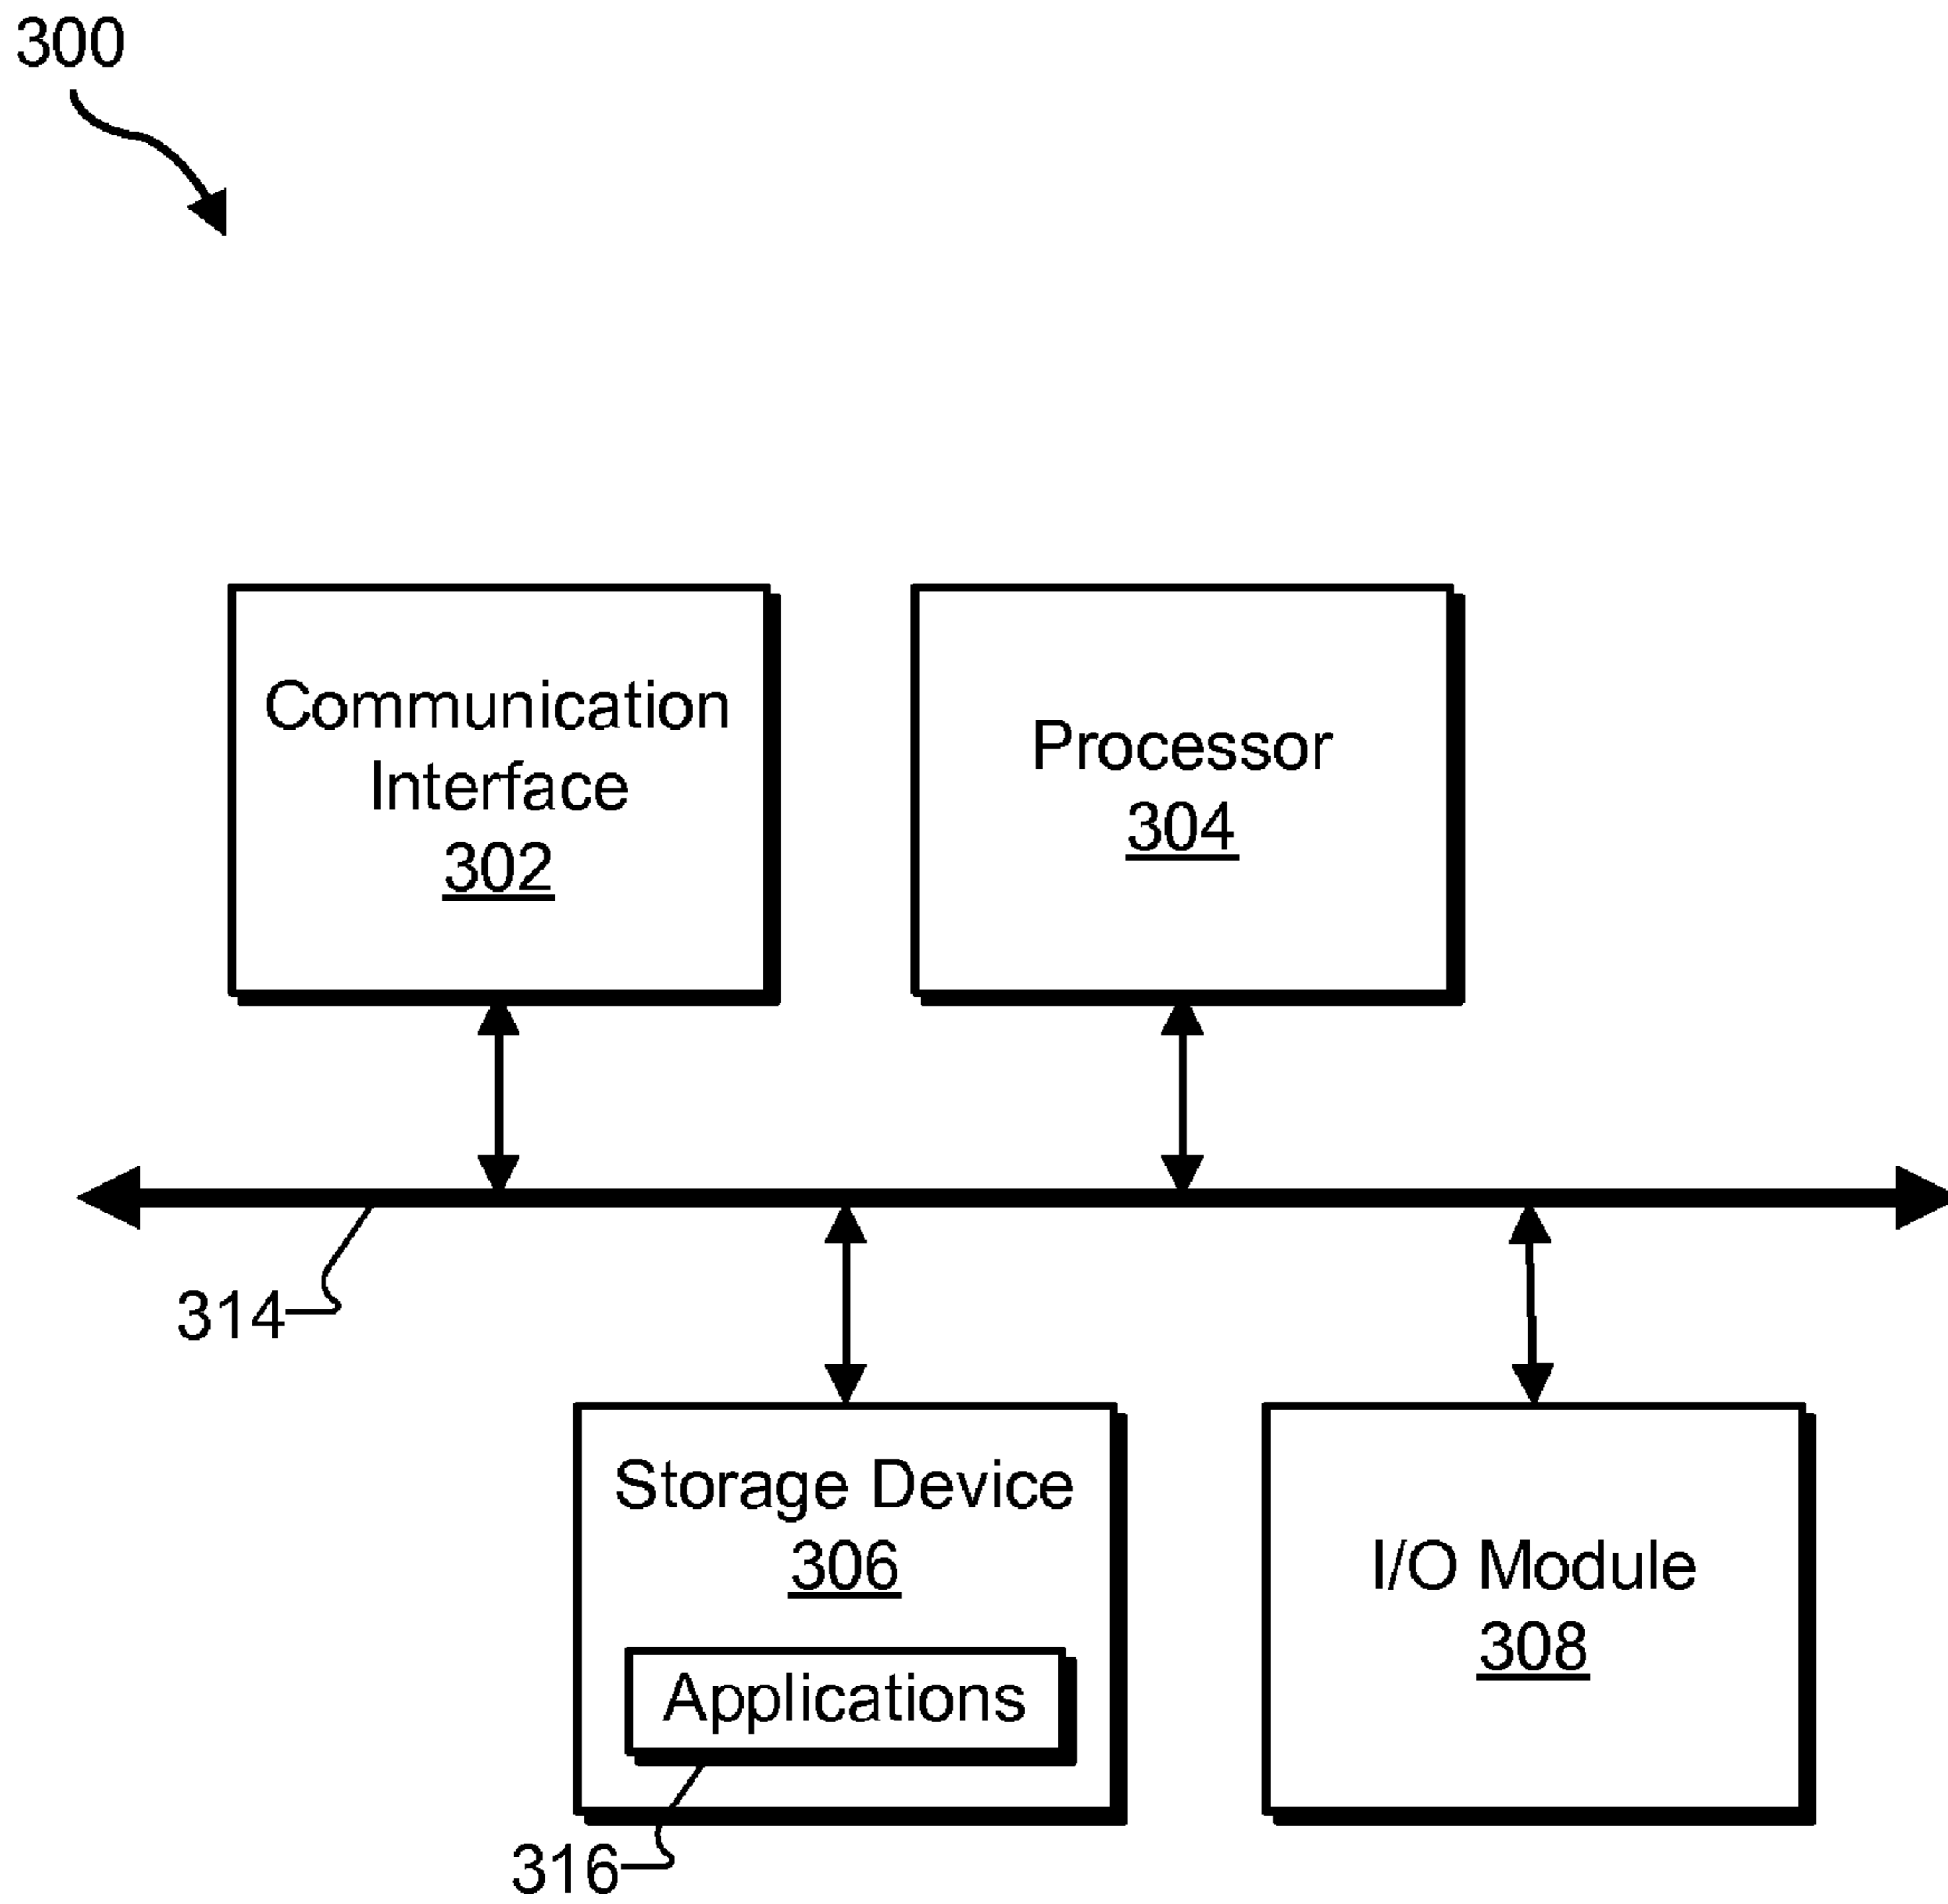 300
Communication
Interface
302
Processor
304
314
Storage Device
306
Applications
316
I/O Module
308